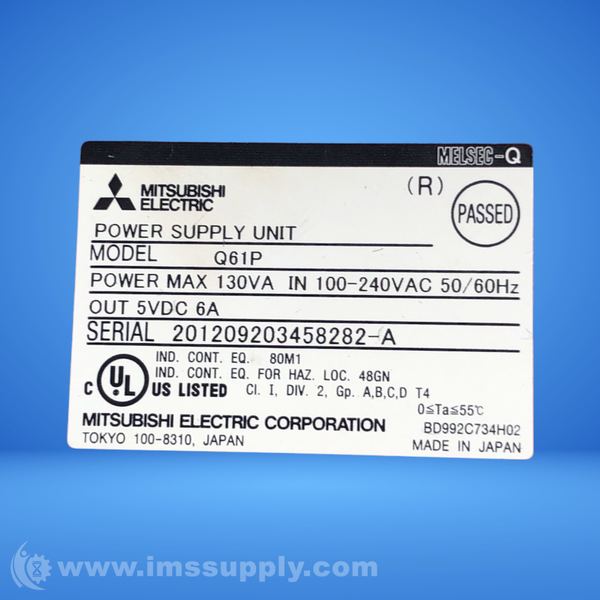 MELSEC-Q
MITSUBISHI
ELECTRIC
(R)
PASSED
POWER SUPPLY UNIT
MODEL Q61P
POWER MAX 130VA IN 100-240VAC 50/60Hz
OUT 5VDC 6A
SERIAL 201209203458282-A
IND. CONT. EQ. 80M1
IND. CONT. EQ. FOR HAZ. LOC. 48GN
C UL US LISTED Cl. I, DIV. 2, Gp. A,B,C,D T4
0≦Ta≦55℃
MITSUBISHI ELECTRIC CORPORATION BD992C734H02
TOKYO 100-8310, JAPAN MADE IN JAPAN
www.imssupply.com